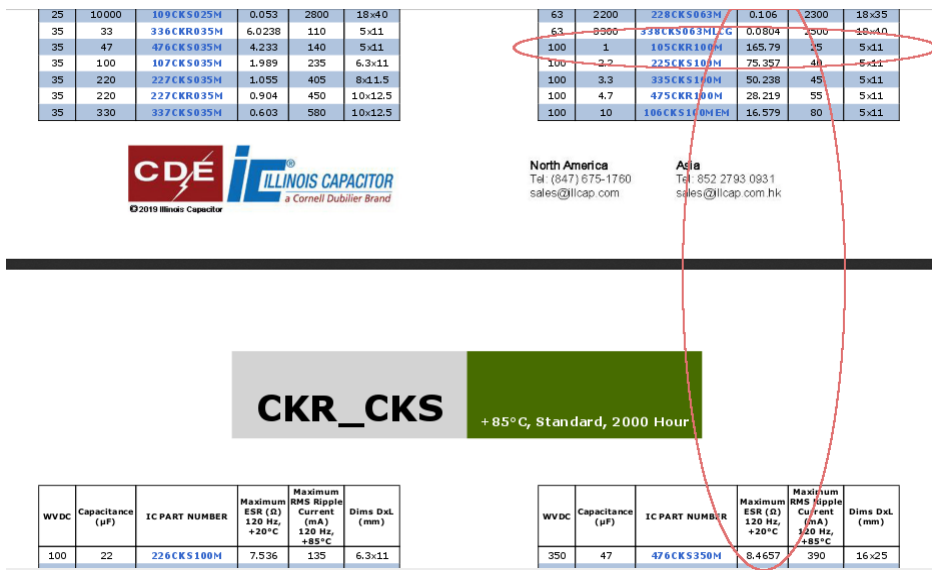 25 10000 109CKS025M 0.053 2800 18x40
35 33 336CKR035M 6.0238 110 5x11
35 47 476CKS035M 4.233 140 5x11
35 100 107CKS035M 1.989 235 6.3x11
35 220 227CKS035M 1.055 405 8x11.5
35 220 227CKR035M 0.904 450 10x12.5
35 330 337CKS035M 0.603 580 10x12.5
63 2200 228CKS063M 0.106 2300 18x35
63 3300 338CKS063MLCG 0.0804 2500 18x40
100 1 105CKR100M 165.79 25 5x11
100 2.2 225CKS100M 75.357 40 5x11
100 3.3 335CKS100M 50.238 45 5x11
100 4.7 475CKR100M 28.219 55 5x11
100 10 106CKS100MEM 16.579 80 5x11
CDE
©2019 Illinois Capacitor
ic®
ILLINOIS CAPACITOR
a Cornell Dubilier Brand
North America
Tel: (847) 675-1760
sales@illcap.com
Asia
Tel: 852 2793 0931
sales@illcap.com.hk
CKR_CKS
+85°C, Standard, 2000 Hour
WVDC Capacitance (µF) IC PART NUMBER Maximum ESR (Ω) 120 Hz, +20°C Maximum RMS Ripple Current (mA) 120 Hz, +85°C Dims DxL (mm)
100 22 226CKS100M 7.536 135 6.3x11
WVDC Capacitance (µF) IC PART NUMBER Maximum ESR (Ω) 120 Hz, +20°C Maximum RMS Ripple Current (mA) 120 Hz, +85°C Dims DxL (mm)
350 47 476CKS350M 8.4657 390 16x25